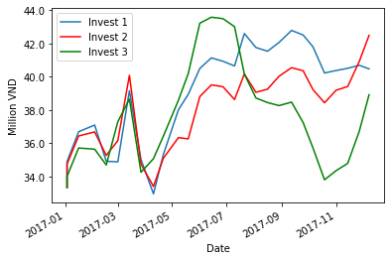 44.0
42.0
40.0
38.0
36.0
34.0
Million VND
Invest 1
Invest 2
Invest 3
2017-01
2017-03
2017-05
2017-07
2017-09
2017-11
Date